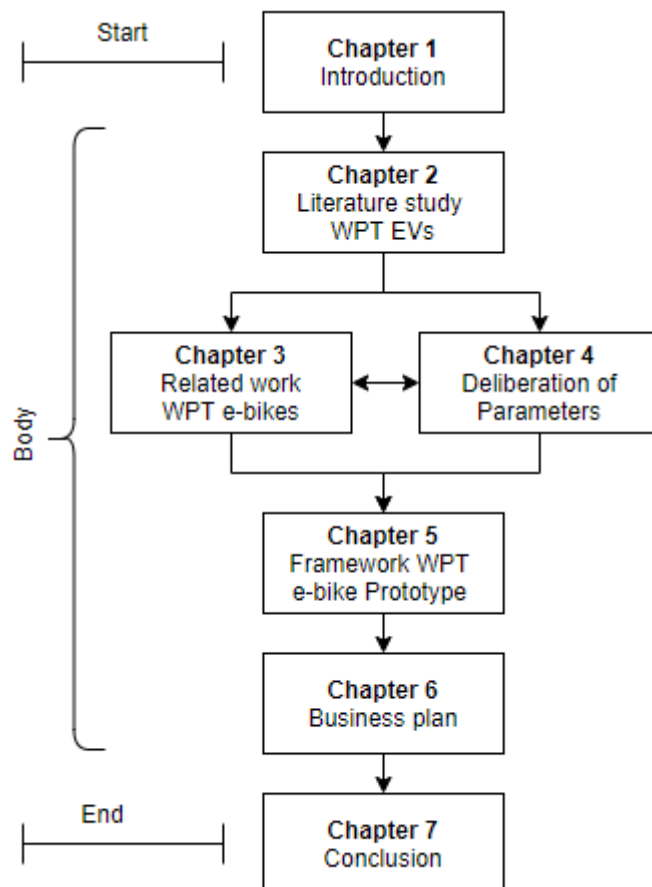 Start
Chapter 1
Introduction
Chapter 2
Literature study
WPT EVs
Chapter 3
Related work
WPT e-bikes
Chapter 4
Deliberation of
Parameters
Body
Chapter 5
Framework WPT
e-bike Prototype
Chapter 6
Business plan
End
Chapter 7
Conclusion